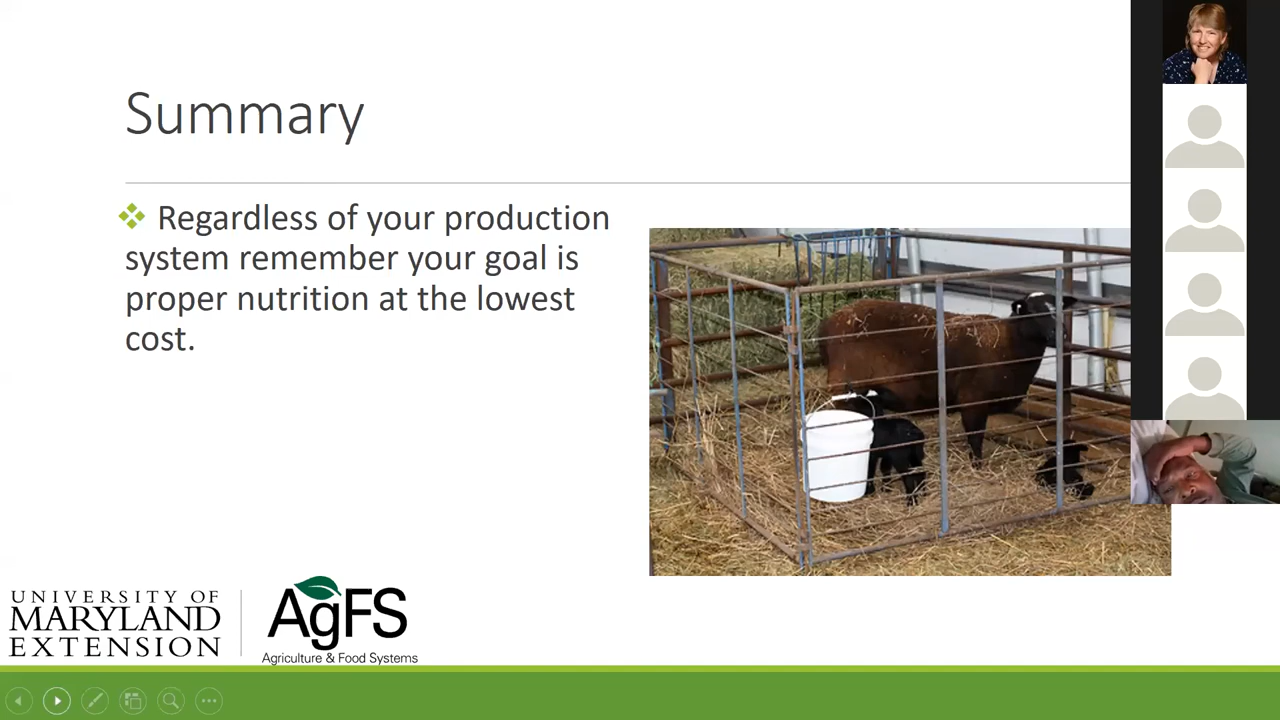 Summary
Regardless of your production
system remember your goal is
proper nutrition at the lowest
cost.
UNIVERSITY OF
MARYLAND
EXTENSION
AgFS
Agriculture & Food Systems